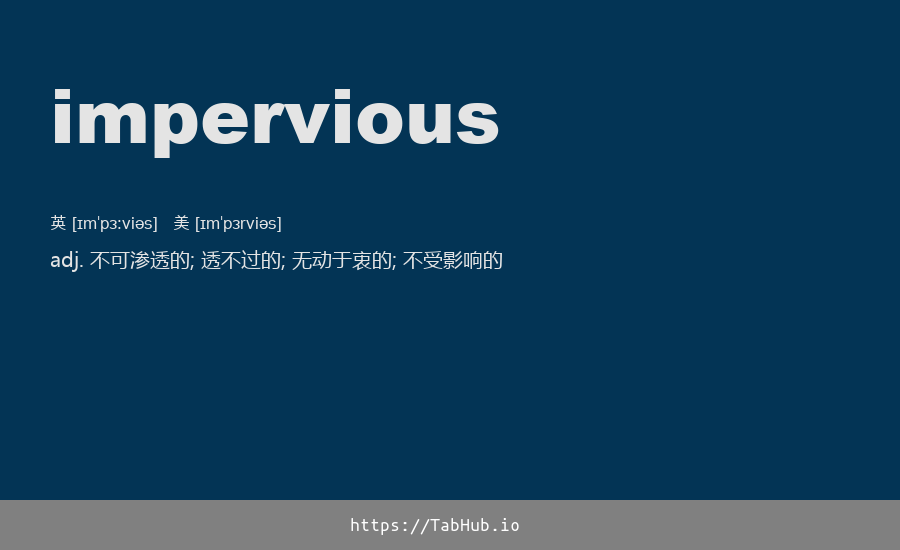 impervious
英 [ɪmˈpɜːviəs] 美 [ɪmˈpɜrviəs]
adj. 不可渗透的; 透不过的; 无动于衷的; 不受影响的
https://TabHub.io